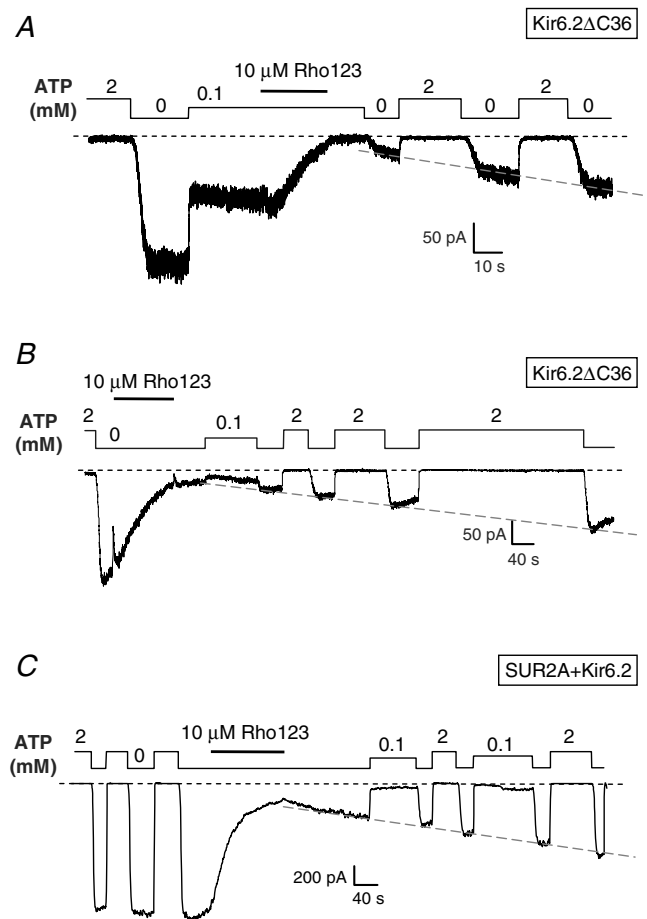 A
Kir6.2ΔC36
10 µM Rho123
ATP
(mM)
2 0 0.1 0 2 0 2 0
50 pA
10 s
B
Kir6.2ΔC36
10 µM Rho123
ATP
(mM)
2 0 0.1 2 2 2
50 pA
40 s
C
SUR2A+Kir6.2
ATP
(mM)
2 0 10 µM Rho123 0.1 2 0.1 2
200 pA
40 s